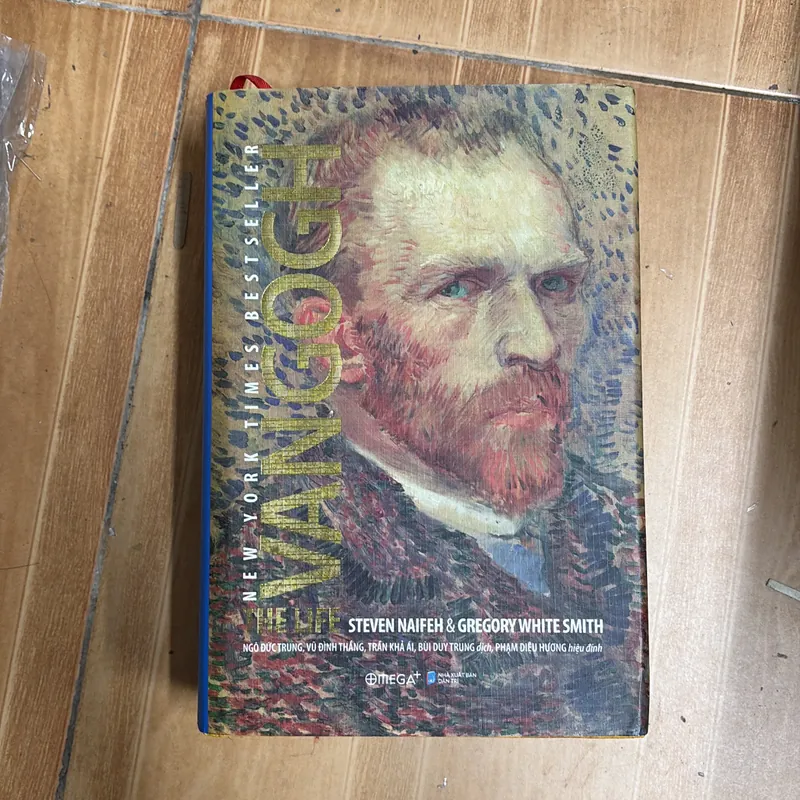 NEW YORK TIMES BESTSELLER
VAN GOGH
THE LIFE
STEVEN NAIFEH & GREGORY WHITE SMITH
NGÔ ĐỨC TRUNG, VŨ ĐÌNH THẮNG, TRẦN KHẢ ÁI, BÙI DUY TRUNG dịch, PHẠM DIỆU HƯƠNG hiệu đính
OMEGA+
NHÀ XUẤT BẢN
DÂN TRÍ